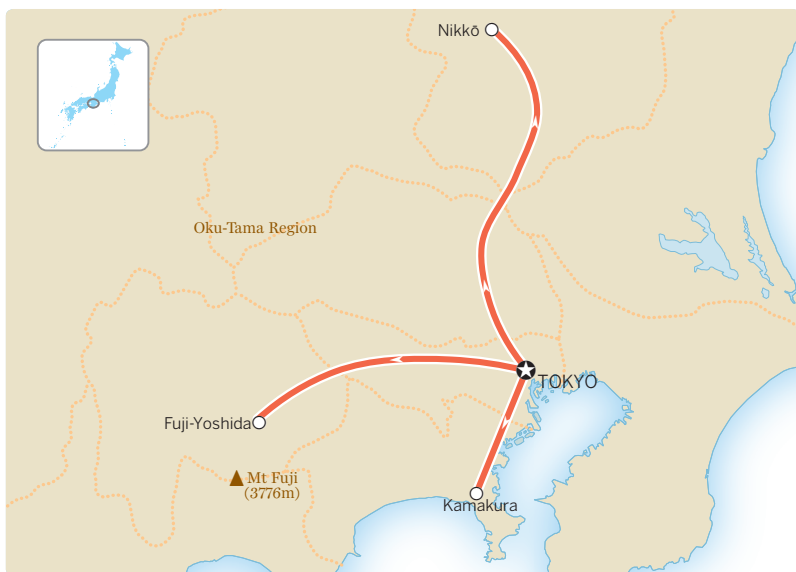 Nikkō
Oku-Tama Region
TOKYO
Fuji-Yoshida
Mt Fuji
(3776m)
Kamakura